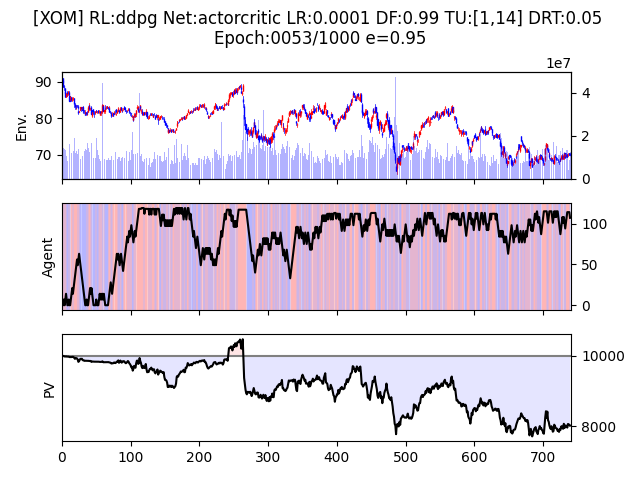 [XOM] RL:ddpg Net:actorcritic LR:0.0001 DF:0.99 TU:[1,14] DRT:0.05
Epoch:0053/1000 e=0.95
1e7
Env.
90
80
70
4
2
0
Agent
100
50
0
PV
10000
8000
0 100 200 300 400 500 600 700